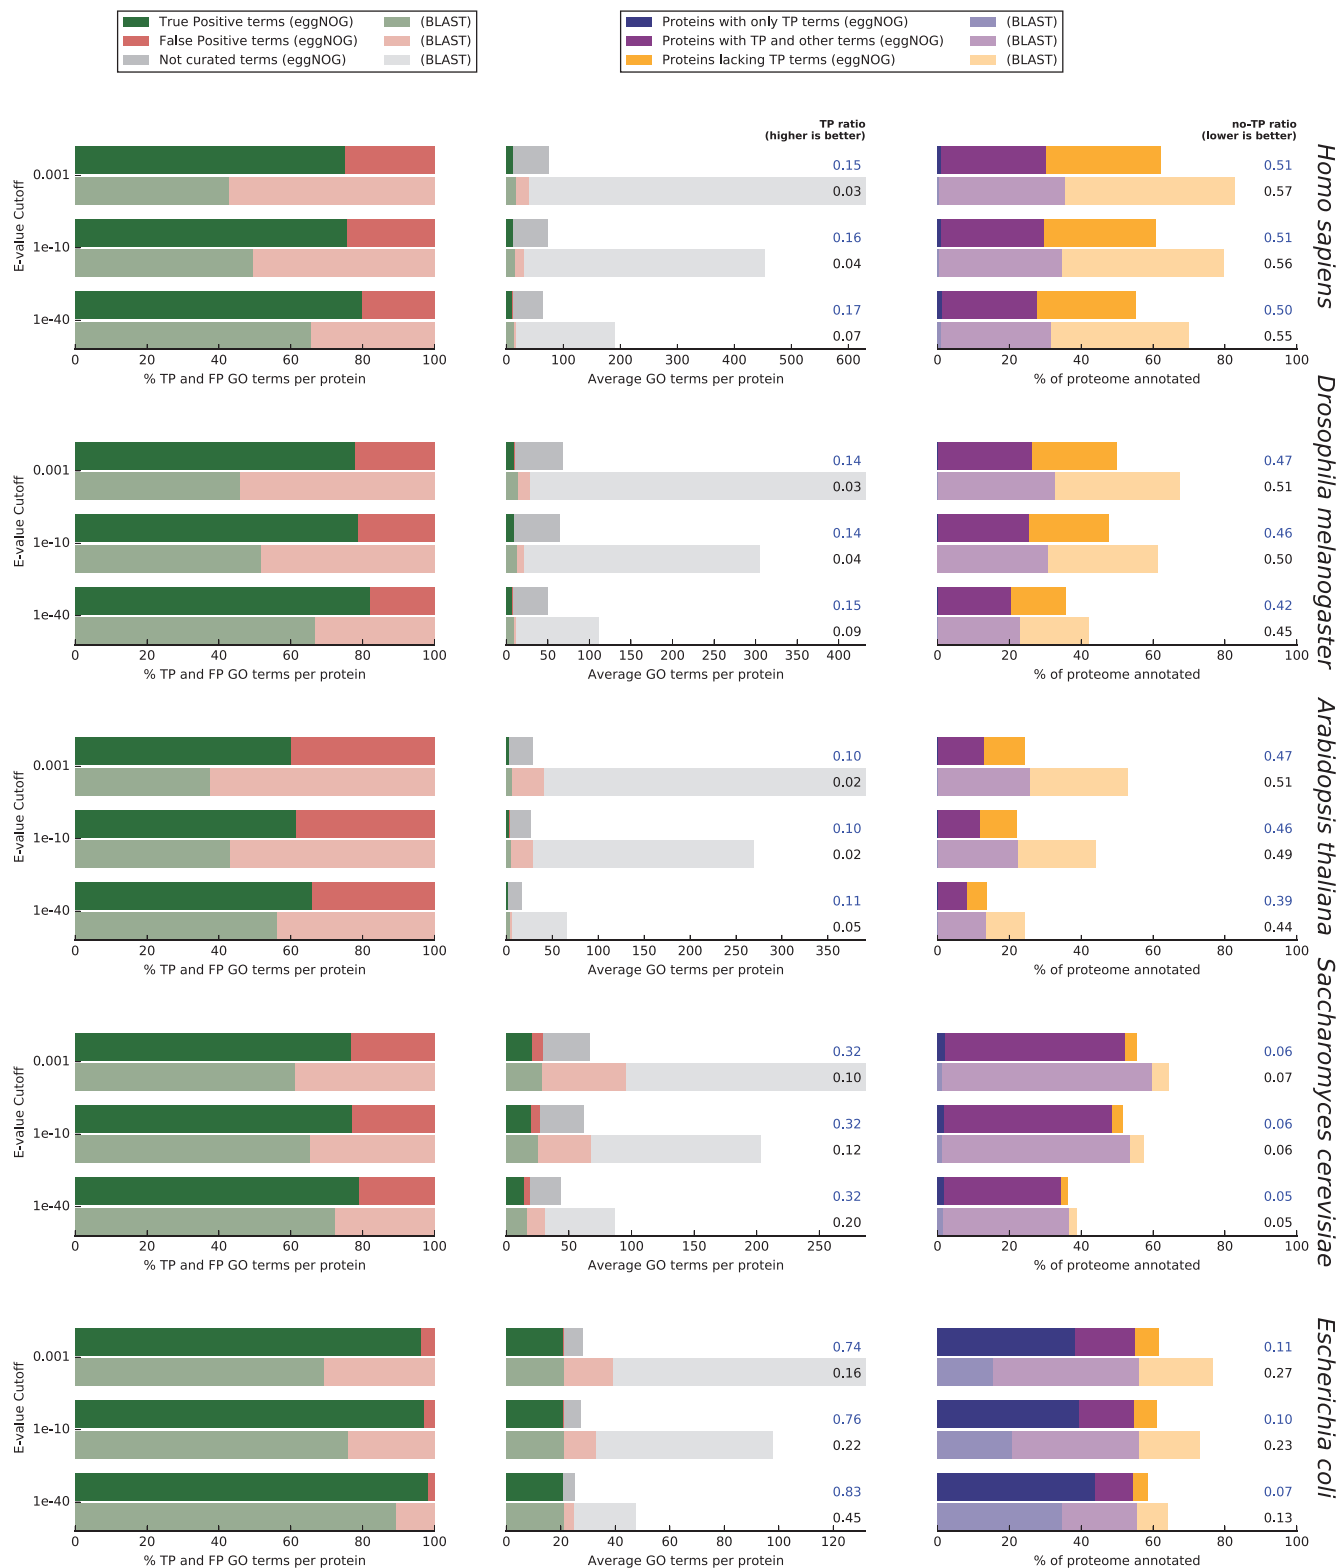 True Positive terms (eggNOG) (BLAST)
False Positive terms (eggNOG) (BLAST)
Not curated terms (eggNOG) (BLAST)
Proteins with only TP terms (eggNOG) (BLAST)
Proteins with TP and other terms (eggNOG) (BLAST)
Proteins lacking TP terms (eggNOG) (BLAST)
Homo sapiens
E-value Cutoff
0.001
1e-10
1e-40
0 20 40 60 80 100
% TP and FP GO terms per protein
TP ratio
(higher is better)
0.15
0.03
0.16
0.04
0.17
0.07
0 100 200 300 400 500 600
Average GO terms per protein
no-TP ratio
(lower is better)
0.51
0.57
0.51
0.56
0.50
0.55
0 20 40 60 80 100
% of proteome annotated
Drosophila melanogaster
E-value Cutoff
0.001
1e-10
1e-40
0 20 40 60 80 100
% TP and FP GO terms per protein
0.14
0.03
0.14
0.04
0.15
0.09
0 50 100 150 200 250 300 350 400
Average GO terms per protein
0.47
0.51
0.46
0.50
0.42
0.45
0 20 40 60 80 100
% of proteome annotated
Arabidopsis thaliana
E-value Cutoff
0.001
1e-10
1e-40
0 20 40 60 80 100
% TP and FP GO terms per protein
0.10
0.02
0.10
0.02
0.11
0.05
0 50 100 150 200 250 300 350
Average GO terms per protein
0.47
0.51
0.46
0.49
0.39
0.44
0 20 40 60 80 100
% of proteome annotated
Saccharomyces cerevisiae
E-value Cutoff
0.001
1e-10
1e-40
0 20 40 60 80 100
% TP and FP GO terms per protein
0.32
0.10
0.32
0.12
0.32
0.20
0 50 100 150 200 250
Average GO terms per protein
0.06
0.07
0.06
0.06
0.05
0.05
0 20 40 60 80 100
% of proteome annotated
Escherichia coli
E-value Cutoff
0.001
1e-10
1e-40
0 20 40 60 80 100
% TP and FP GO terms per protein
0.74
0.16
0.76
0.22
0.83
0.45
0 20 40 60 80 100 120
Average GO terms per protein
0.11
0.27
0.10
0.23
0.07
0.13
0 20 40 60 80 100
% of proteome annotated